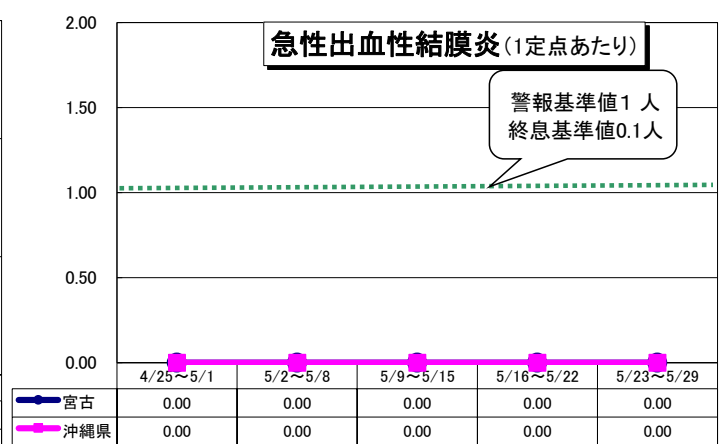 急性出血性結膜炎(1定点あたり)
警報基準値1 人
終息基準値0.1人
2.00
1.50
1.00
0.50
0.00
4/25～5/1 5/2～5/8 5/9～5/15 5/16～5/22 5/23～5/29
宮古 0.00 0.00 0.00 0.00 0.00
沖縄県 0.00 0.00 0.00 0.00 0.00